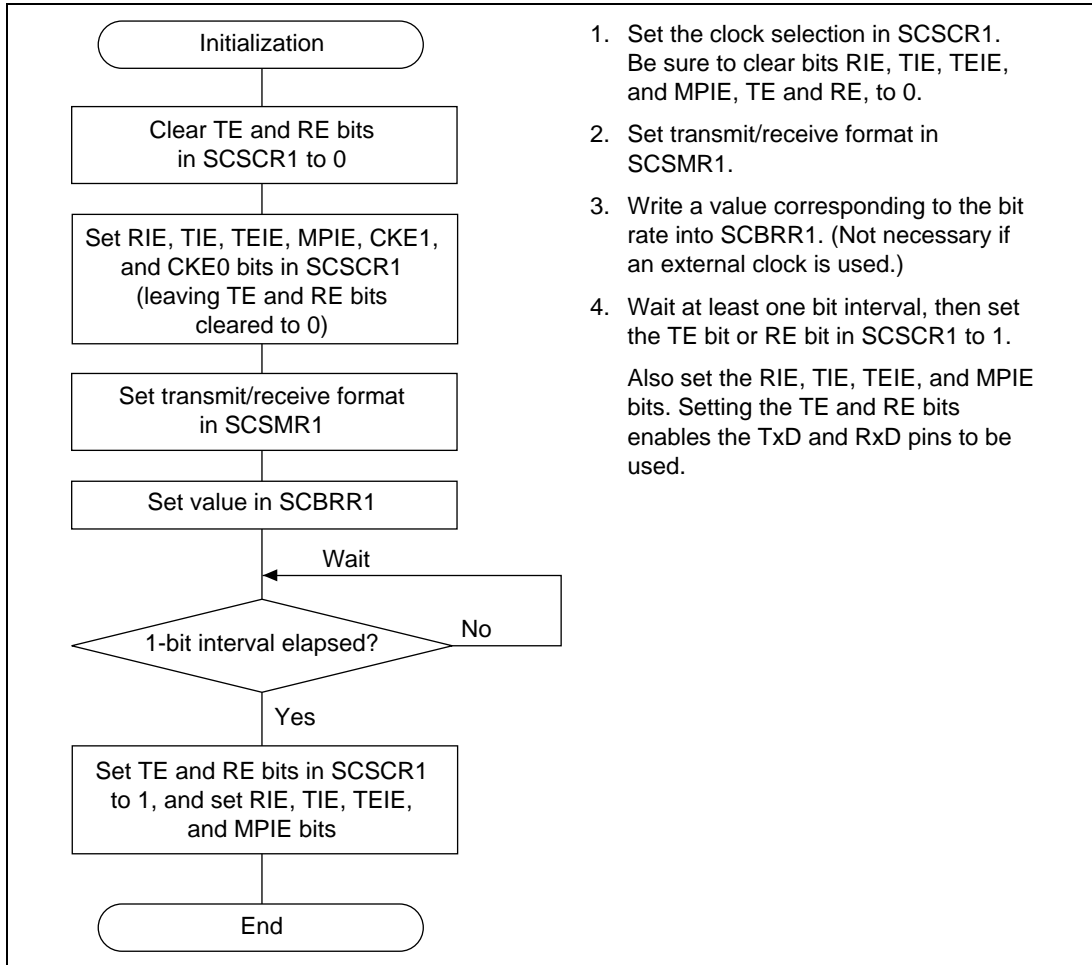 Initialization
Clear TE and RE bits
in SCSCR1 to 0
Set RIE, TIE, TEIE, MPIE, CKE1,
and CKE0 bits in SCSCR1
(leaving TE and RE bits
cleared to 0)
Set transmit/receive format
in SCSMR1
Set value in SCBRR1
Wait
1-bit interval elapsed?
No
Yes
Set TE and RE bits in SCSCR1
to 1, and set RIE, TIE, TEIE,
and MPIE bits
End
1. Set the clock selection in SCSCR1.
Be sure to clear bits RIE, TIE, TEIE,
and MPIE, TE and RE, to 0.
2. Set transmit/receive format in
SCSMR1.
3. Write a value corresponding to the bit
rate into SCBRR1. (Not necessary if
an external clock is used.)
4. Wait at least one bit interval, then set
the TE bit or RE bit in SCSCR1 to 1.
Also set the RIE, TIE, TEIE, and MPIE
bits. Setting the TE and RE bits
enables the TxD and RxD pins to be
used.